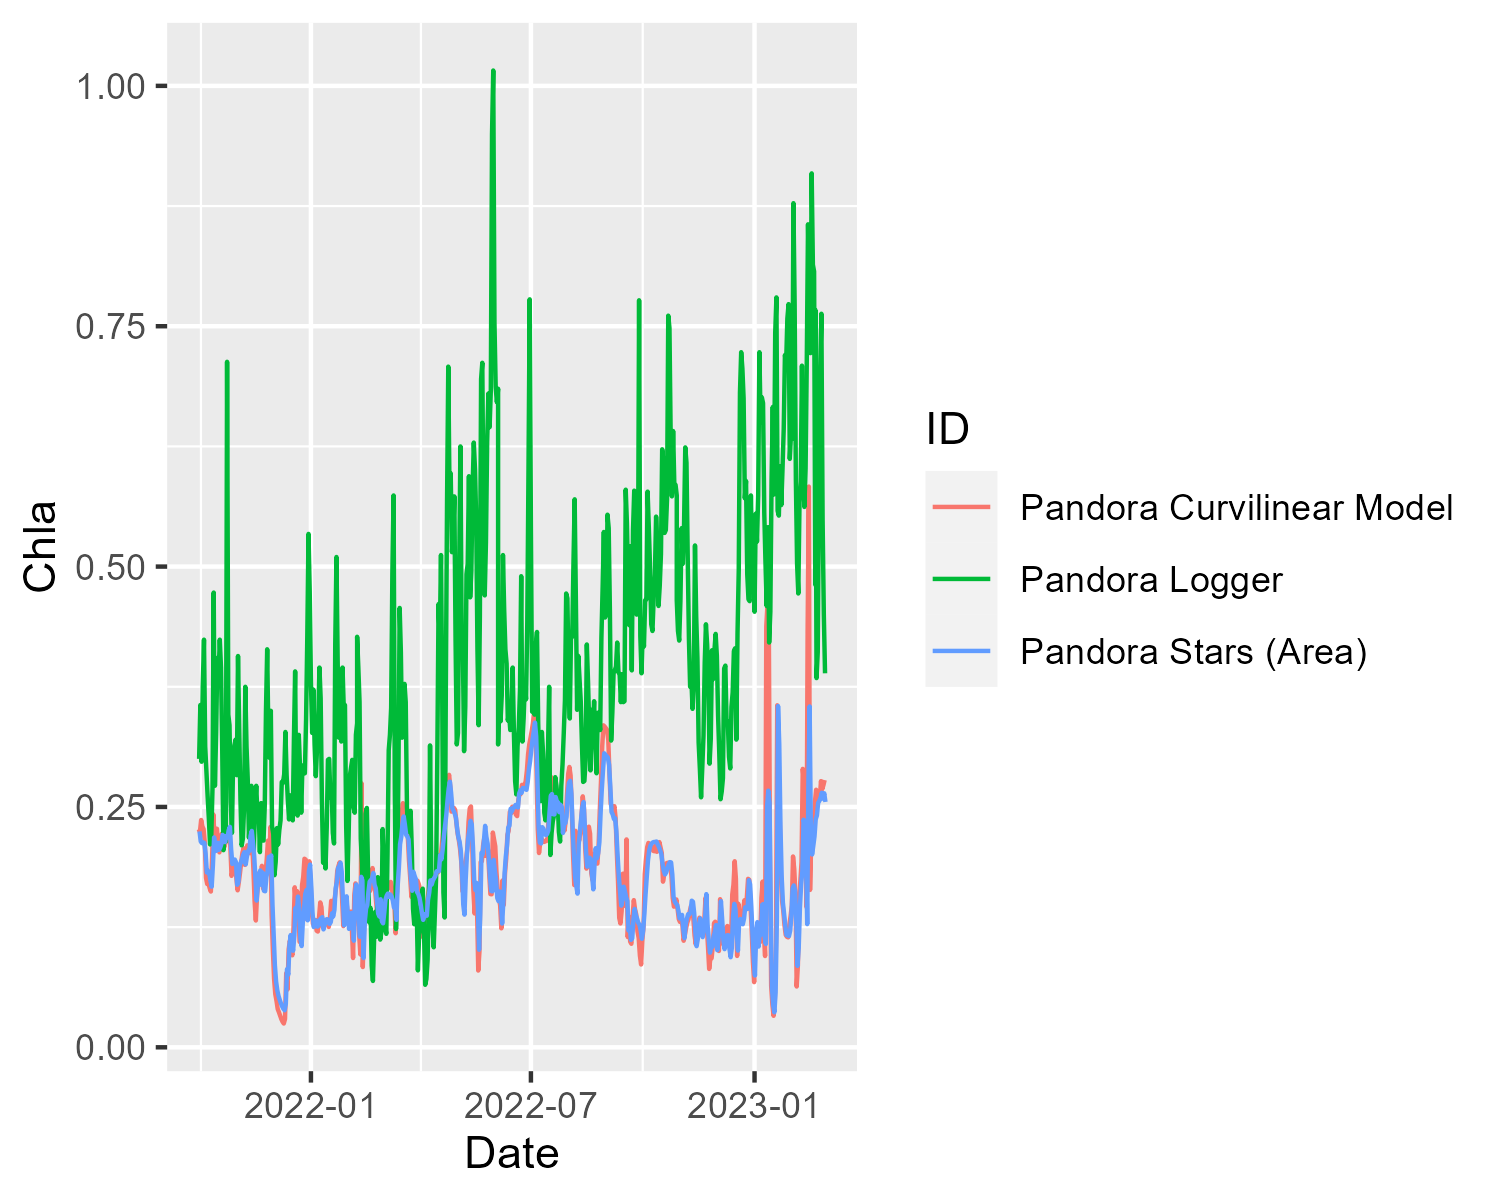 Chla
1.00
0.75
0.50
0.25
0.00
2022-01
2022-07
2023-01
Date
ID
Pandora Curvilinear Model
Pandora Logger
Pandora Stars (Area)